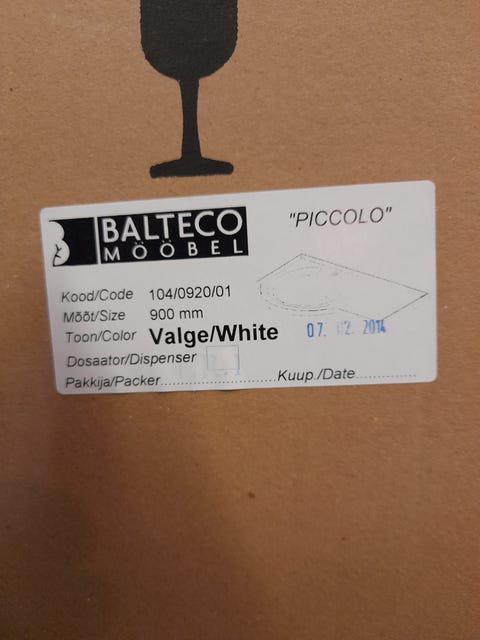 BALTECO
MÖÖBEL
"PICCOLO"
Kood/Code 104/0920/01
Mõõt/Size 900 mm
Toon/Color Valge/White
07. 02. 2014
Dosaator/Dispenser
Pakkija/Packer.......................... Kuup./Date..............